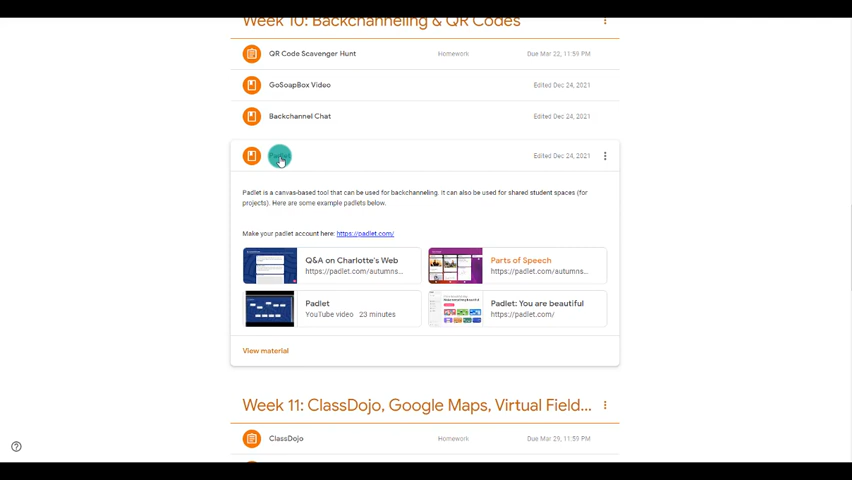 Week 10: Backchanneling & QR Codes
QR Code Scavenger Hunt Homework Due Mar 22, 11:59 PM
GoSoapBox Video Edited Dec 24, 2021
Backchannel Chat Edited Dec 24, 2021
Padlet Edited Dec 24, 2021
Padlet is a canvas-based tool that can be used for backchanneling. It can also be used for shared student spaces (for
projects). Here are some example padlets below.
Make your padlet account here: https://padlet.com/
Q&A on Charlotte's Web
https://padlet.com/autumns...
Parts of Speech
https://padlet.com/autumns...
Padlet
YouTube video 23 minutes
Padlet: You are beautiful
https://padlet.com/
View material
Week 11: ClassDojo, Google Maps, Virtual Field...
ClassDojo Homework Due Mar 29, 11:59 PM